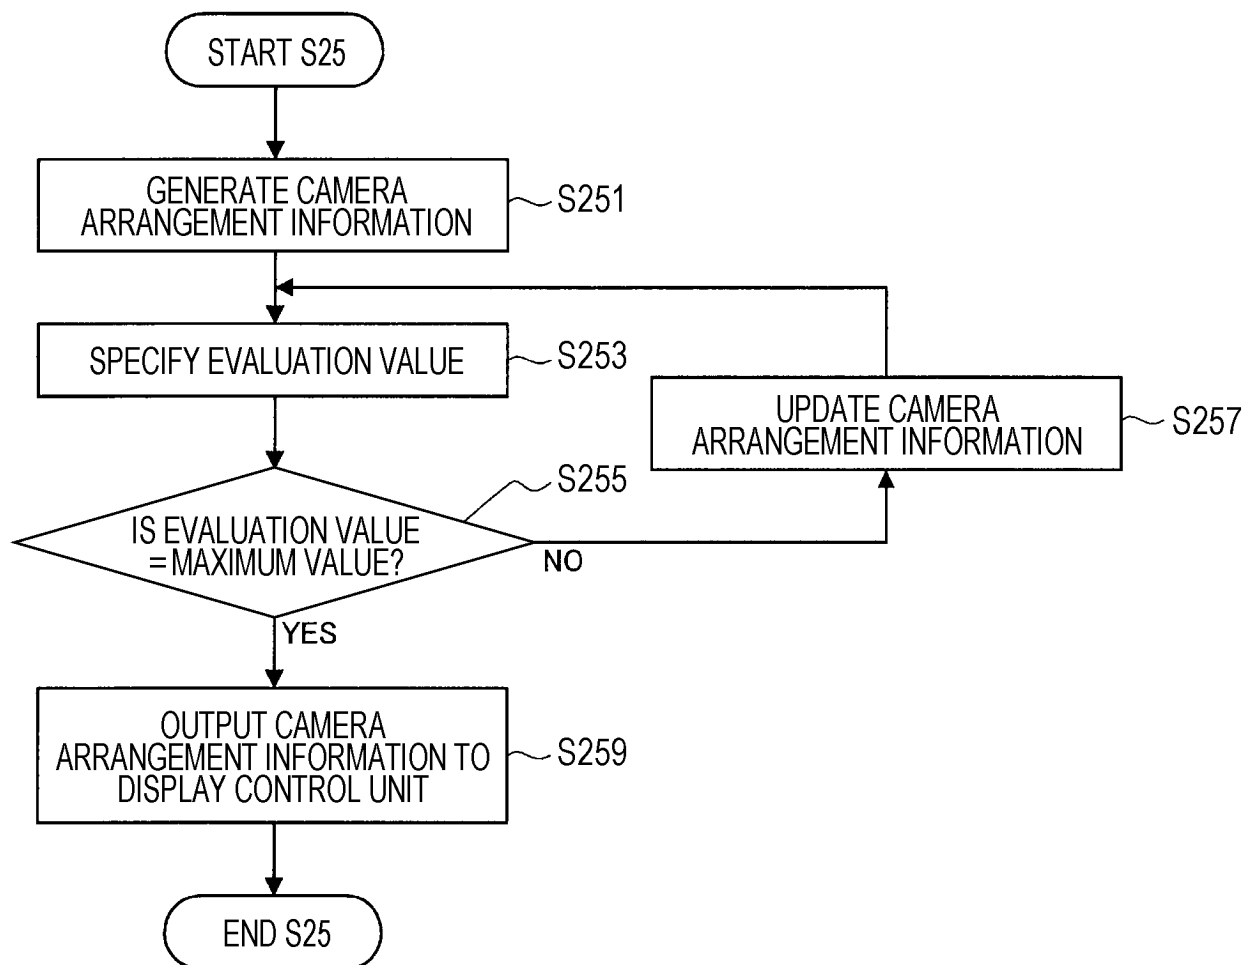 START S25
GENERATE CAMERA
ARRANGEMENT INFORMATION
S251
SPECIFY EVALUATION VALUE
S253
UPDATE CAMERA
ARRANGEMENT INFORMATION
S257
IS EVALUATION VALUE
=MAXIMUM VALUE?
S255
NO
YES
OUTPUT CAMERA
ARRANGEMENT INFORMATION TO
DISPLAY CONTROL UNIT
S259
END S25